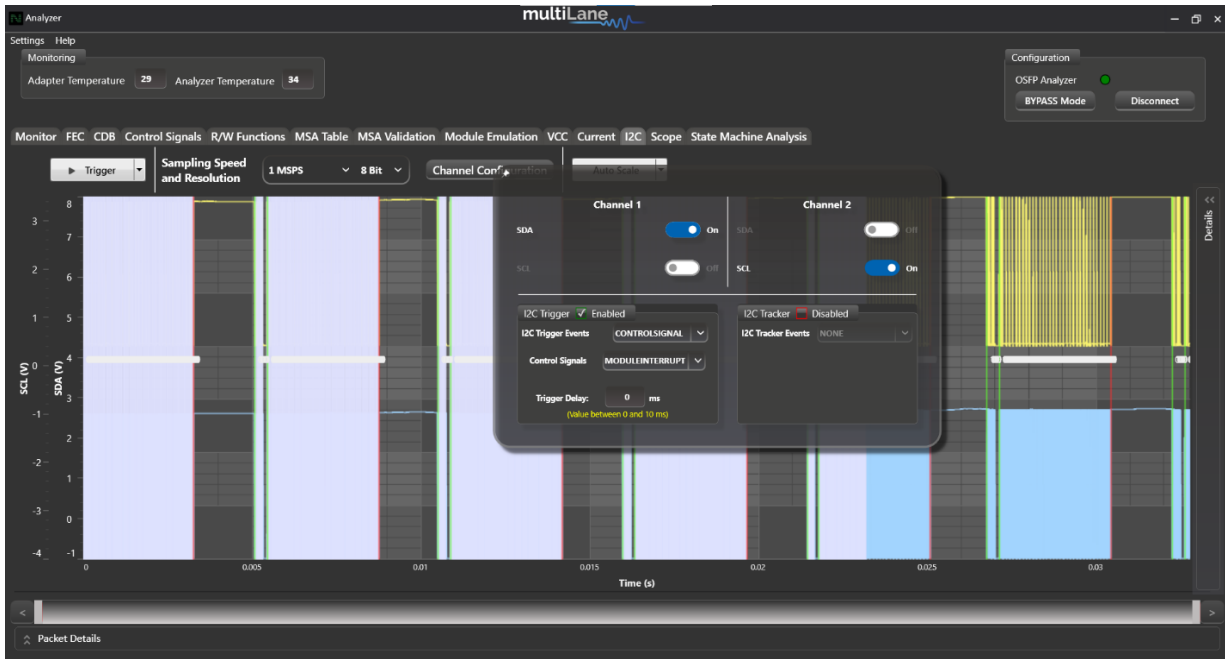 Analyzer
multiLane
Settings Help
Monitoring
Adapter Temperature 29 Analyzer Temperature 34
Configuration
OSFP Analyzer
BYPASS Mode Disconnect
Monitor FEC CDB Control Signals R/W Functions MSA Table MSA Validation Module Emulation VCC Current I2C Scope State Machine Analysis
Trigger
Sampling Speed
and Resolution
1 MSPS 8 Bit
Channel Configuration
Auto Scale
Channel 1 Channel 2
SDA On SDA Off
SCL Off SCL On
I2C Trigger Enabled
I2C Trigger Events CONTROLSIGNAL
Control Signals MODULEINTERRUPT
Trigger Delay: 0 ms
(Value between 0 and 10 ms)
I2C Tracker Disabled
I2C Tracker Events NONE
<<
Details
SCL (V)
3
2
1
0
-1
-2
-3
-4
SDA (V)
8
7
6
5
4
3
2
1
0
-1
0 0.005 0.01 0.015 0.02 0.025 0.03
Time (s)
< >
Packet Details